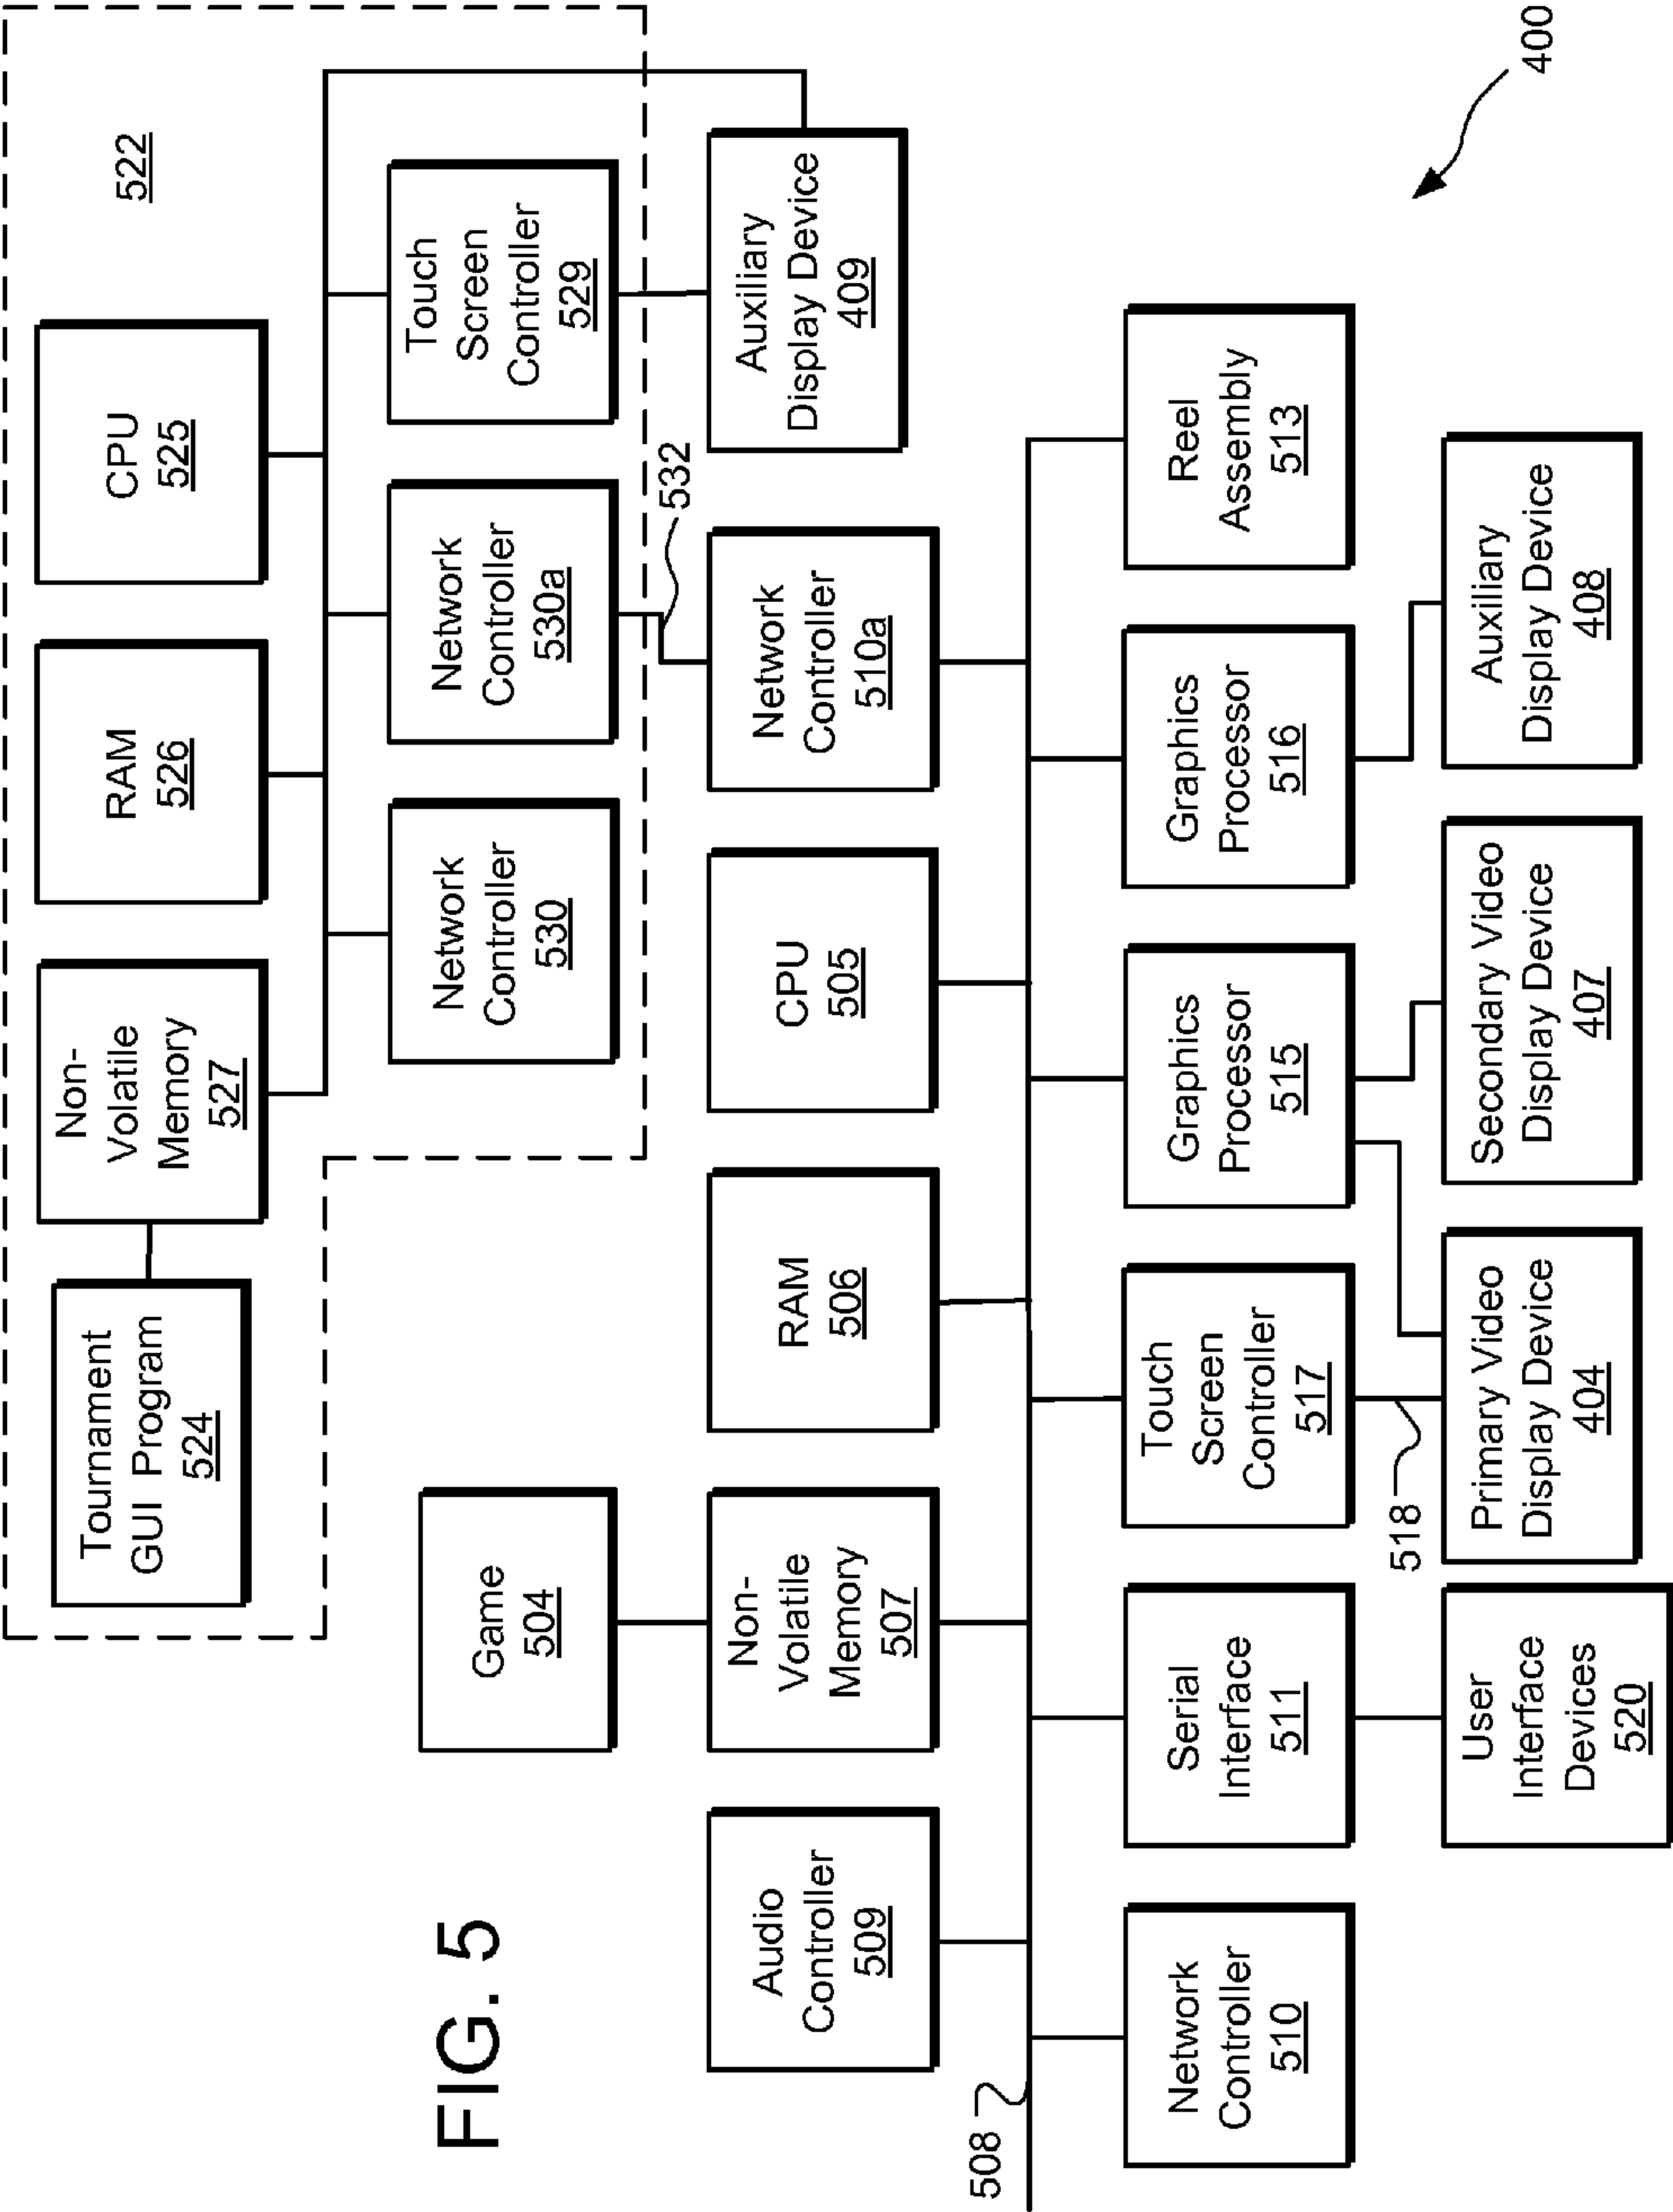 Tournament
GUI Program
524
Non-
Volatile
Memory
527
RAM
526
CPU
525
522
Network
Controller
530
Network
Controller
530a
Touch
Screen
Controller
529
532
FIG. 5
Game
504
Audio
Controller
509
Non-
Volatile
Memory
507
RAM
506
CPU
505
Network
Controller
510a
Auxiliary
Display Device
409
508
Network
Controller
510
Serial
Interface
511
Touch
Screen
Controller
517
Graphics
Processor
515
Graphics
Processor
516
Reel
Assembly
513
518
User
Interface
Devices
520
Primary Video
Display Device
404
Secondary Video
Display Device
407
Auxiliary
Display Device
408
400